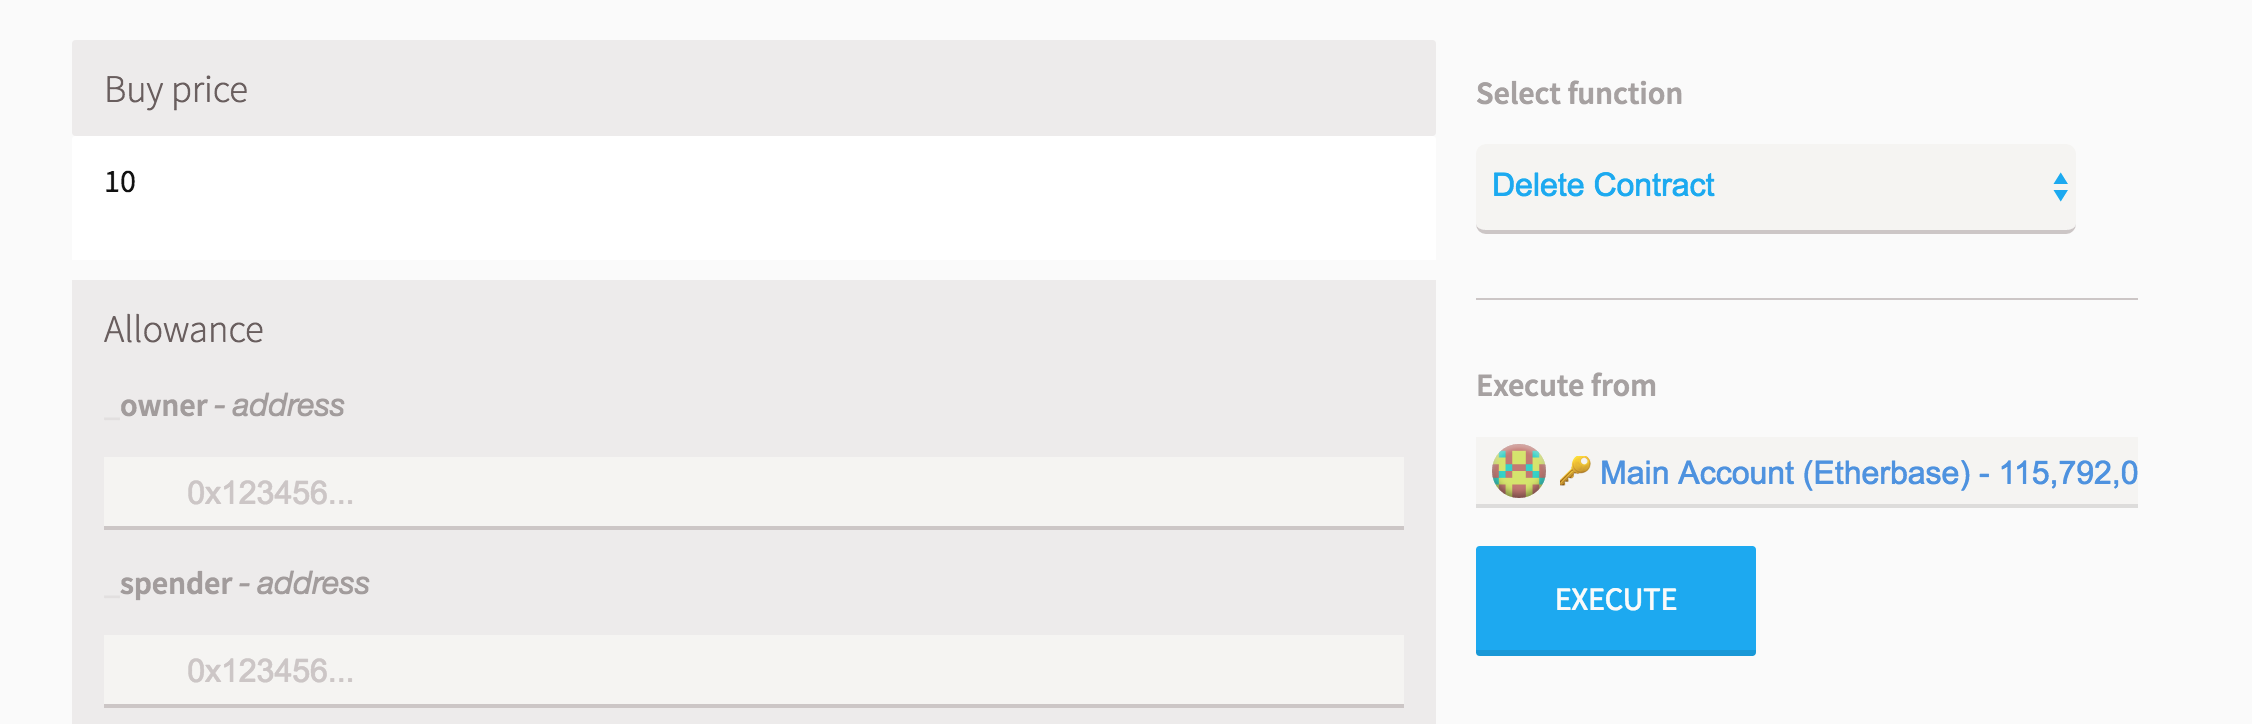 Buy price
10
Allowance
_owner - address
0x123456...
_spender - address
0x123456...
Select function
Delete Contract
Execute from
Main Account (Etherbase) - 115,792,0
EXECUTE